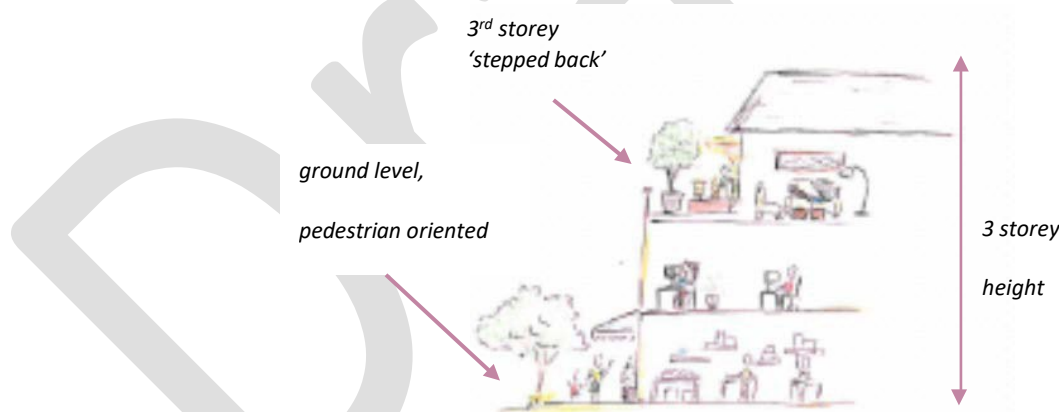 3rd storey
‘stepped back’
ground level,
pedestrian oriented
3 storey
height